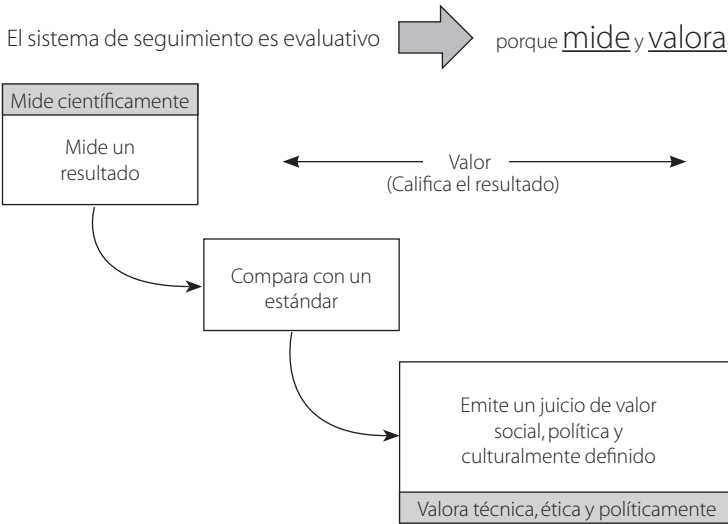 El sistema de seguimiento es evaluativo porque mide y valora
Mide científicamente
Mide un
resultado
Valor
(Califica el resultado)
Compara con un
estándar
Emite un juicio de valor
social, política y
culturalmente definido
Valora técnica, ética y políticamente